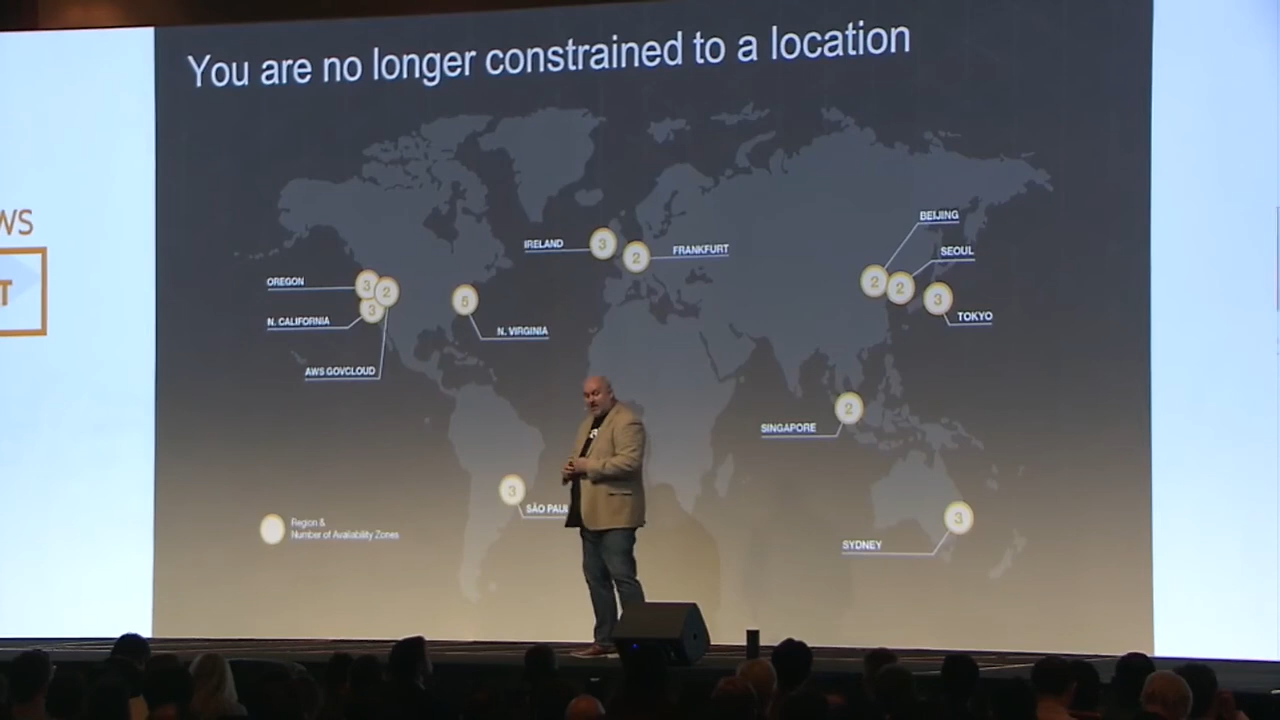 You are no longer constrained to a location
WS
T
BEIJING
SEOUL
IRELAND
3
2
FRANKFURT
OREGON
3
2
3
5
2
2
3
N. CALIFORNIA
N. VIRGINIA
TOKYO
AWS GOVCLOUD
2
SINGAPORE
3
SÃO PAUL
3
Region &
Number of Availability Zones
SYDNEY